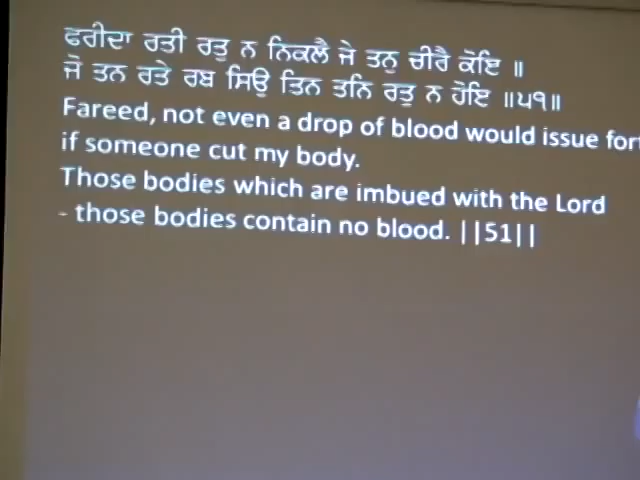 ਫਰੀਦਾ ਰਤੀ ਰਤੁ ਨ ਨਿਕਲੈ ਜੇ ਤਨੁ ਚੀਰੈ ਕੋਇ ॥
ਜੋ ਤਨ ਰਤੇ ਰਬ ਸਿਉ ਤਿਨ ਤਨਿ ਰਤੁ ਨ ਹੋਇ ॥੫੧॥
Fareed, not even a drop of blood would issue for
if someone cut my body.
Those bodies which are imbued with the Lord
- those bodies contain no blood. ||51||